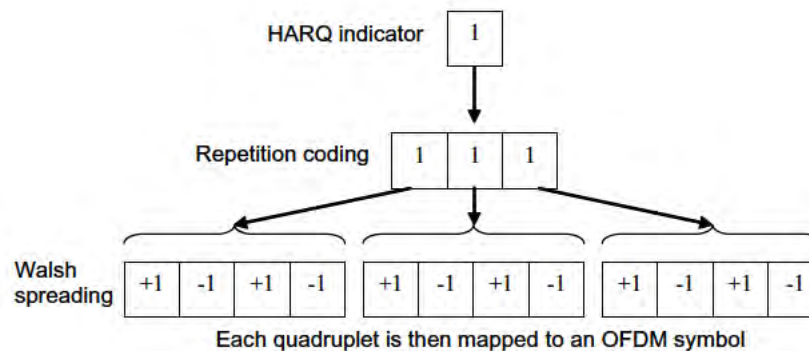 HARQ indicator 1
Repetition coding 1 1 1
Walsh
spreading +1 -1 +1 -1 +1 -1 +1 -1 +1 -1 +1 -1
Each quadruplet is then mapped to an OFDM symbol